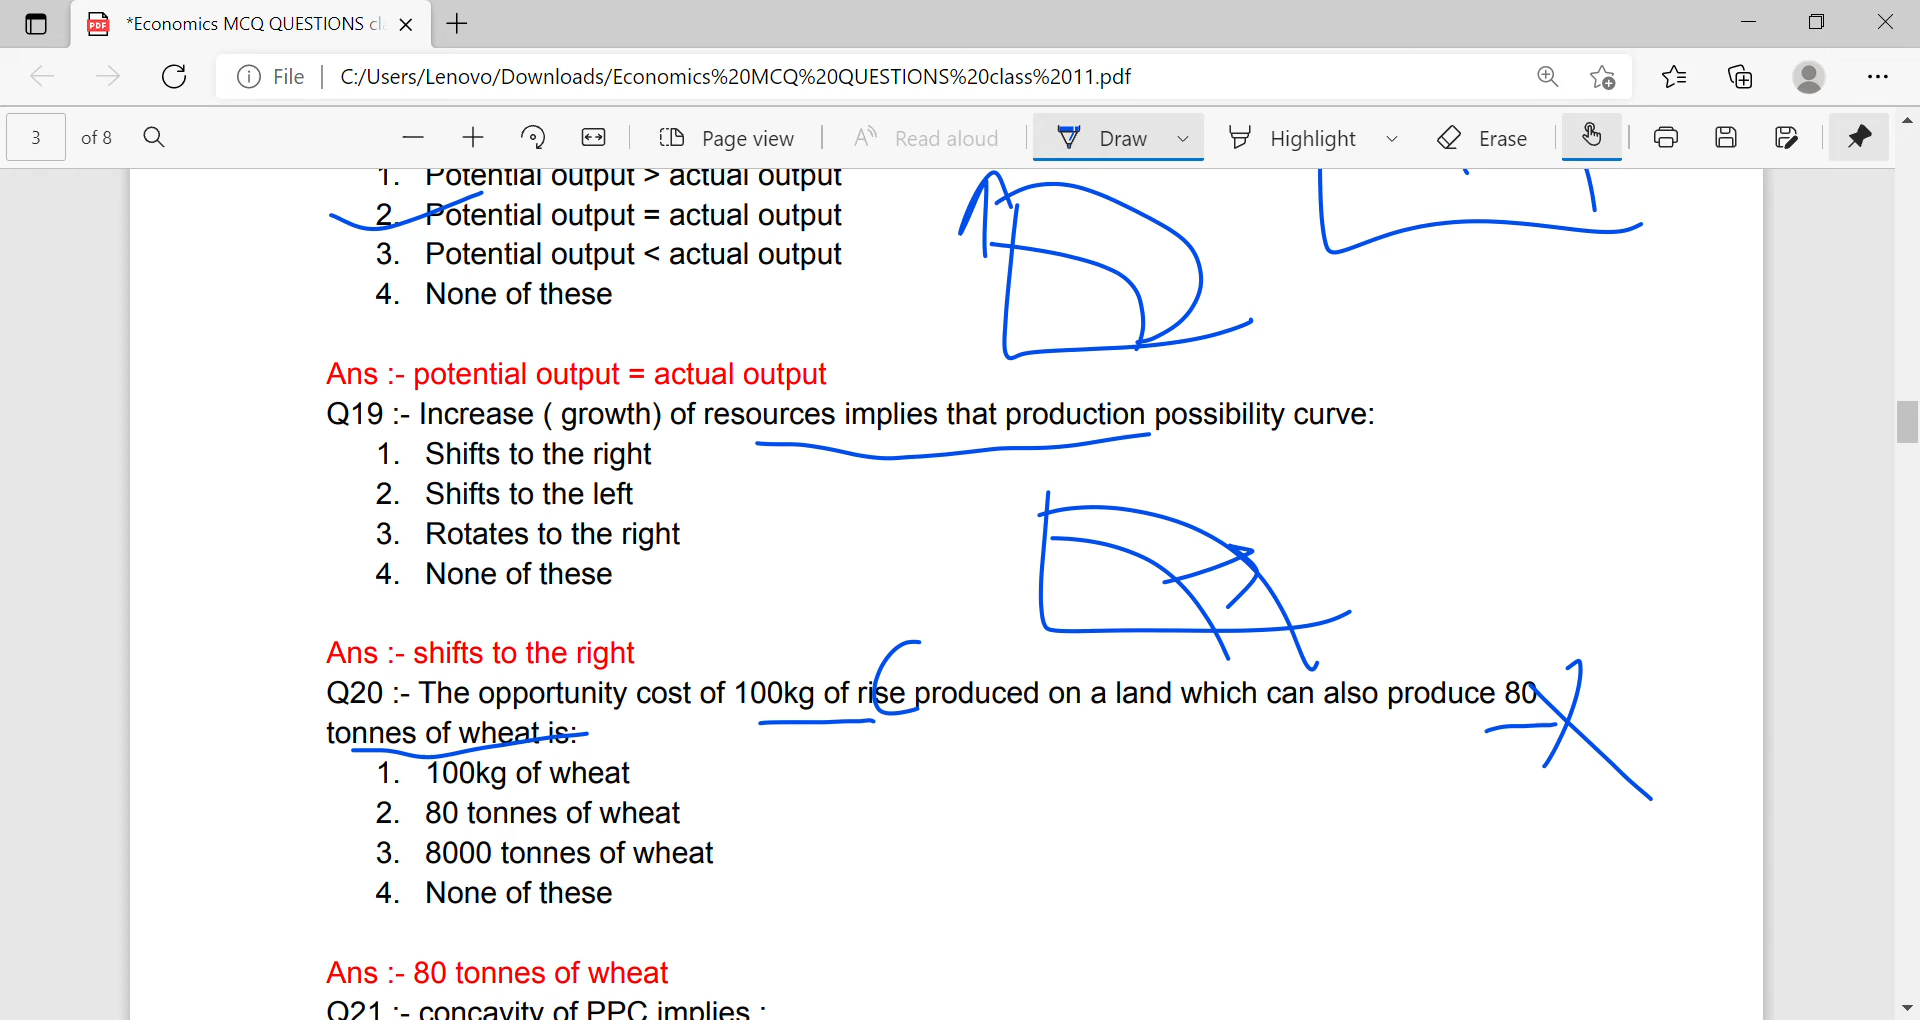 *Economics MCQ QUESTIONS cl
File
C:/Users/Lenovo/Downloads/Economics%20MCQ%20QUESTIONS%20class%2011.pdf
3 of 8
Page view
Read aloud
Draw
Highlight
Erase
1. Potential output > actual output
2. Potential output = actual output
3. Potential output < actual output
4. None of these
Ans :- potential output = actual output
Q19 :- Increase ( growth) of resources implies that production possibility curve:
1. Shifts to the right
2. Shifts to the left
3. Rotates to the right
4. None of these
Ans :- shifts to the right
Q20 :- The opportunity cost of 100kg of rise produced on a land which can also produce 80
tonnes of wheat is:
1. 100kg of wheat
2. 80 tonnes of wheat
3. 8000 tonnes of wheat
4. None of these
Ans :- 80 tonnes of wheat
Q21 :- concavity of PPC implies :